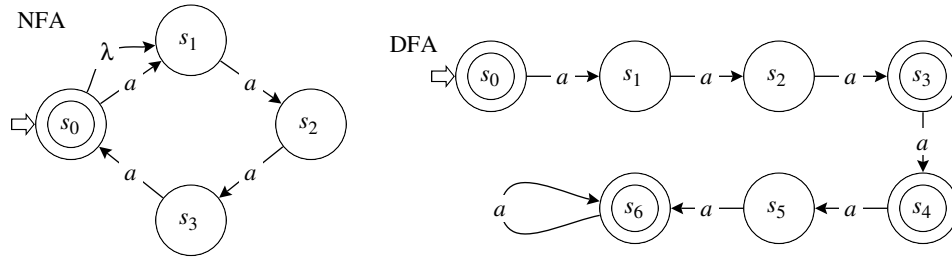 NFA
λ
s1
a
a
s0
s2
a
a
s3
DFA
s0 a s1 a s2 a s3
a
a s6 a s5 a s4